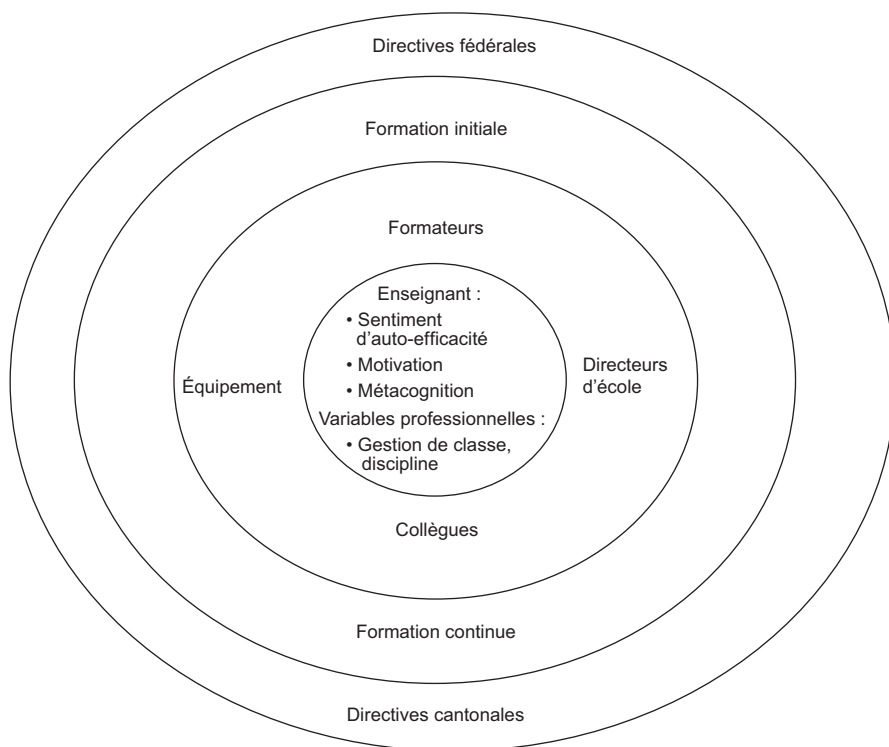 Directives fédérales
Formation initiale
Formateurs
Enseignant :
• Sentiment
d’auto-efficacité
• Motivation
• Métacognition
Variables professionnelles :
• Gestion de classe,
discipline
Équipement
Directeurs
d’école
Collègues
Formation continue
Directives cantonales